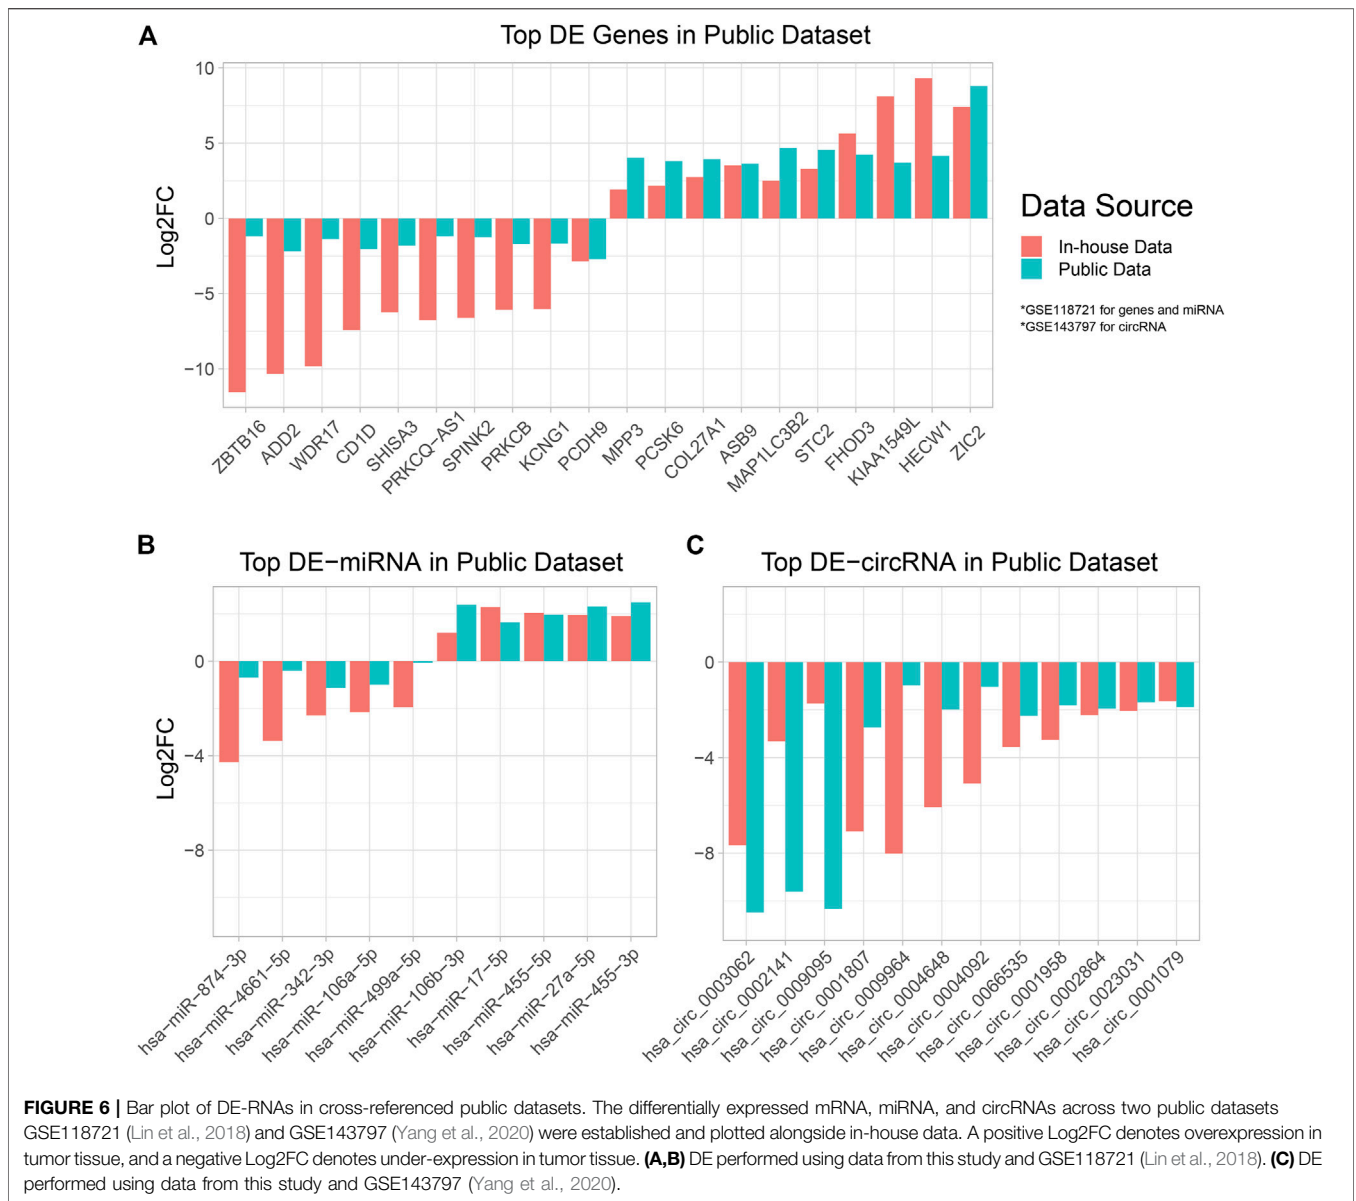 A
Top DE Genes in Public Dataset
10
5
0
−5
−10
Log2FC
ZBTB16
ADD2
WDR17
CD1D
SHISA3
PRKCQ−AS1
SPINK2
PRKCB
KCNG1
PCDH9
MPP3
PCSK6
COL27A1
ASB9
MAP1LC3B2
STC2
FHOD3
KIAA1549L
HECW1
ZIC2
Data Source
In-house Data
Public Data
*GSE118721 for genes and miRNA
*GSE143797 for circRNA
B
Top DE−miRNA in Public Dataset
0
−4
−8
Log2FC
hsa−miR−874−3p
hsa−miR−4661−5p
hsa−miR−342−3p
hsa−miR−106a−5p
hsa−miR−499a−5p
hsa−miR−106b−3p
hsa−miR−17−5p
hsa−miR−455−5p
hsa−miR−27a−5p
hsa−miR−455−3p
C
Top DE−circRNA in Public Dataset
0
−4
−8
hsa_circ_0003062
hsa_circ_0002141
hsa_circ_0009095
hsa_circ_0001807
hsa_circ_0009964
hsa_circ_0004648
hsa_circ_0004092
hsa_circ_0066535
hsa_circ_0001958
hsa_circ_0002864
hsa_circ_0023031
hsa_circ_0001079
FIGURE 6 | Bar plot of DE-RNAs in cross-referenced public datasets. The differentially expressed mRNA, miRNA, and circRNAs across two public datasets
GSE118721 (Lin et al., 2018) and GSE143797 (Yang et al., 2020) were established and plotted alongside in-house data. A positive Log2FC denotes overexpression in
tumor tissue, and a negative Log2FC denotes under-expression in tumor tissue. (A,B) DE performed using data from this study and GSE118721 (Lin et al., 2018). (C) DE
performed using data from this study and GSE143797 (Yang et al., 2020).